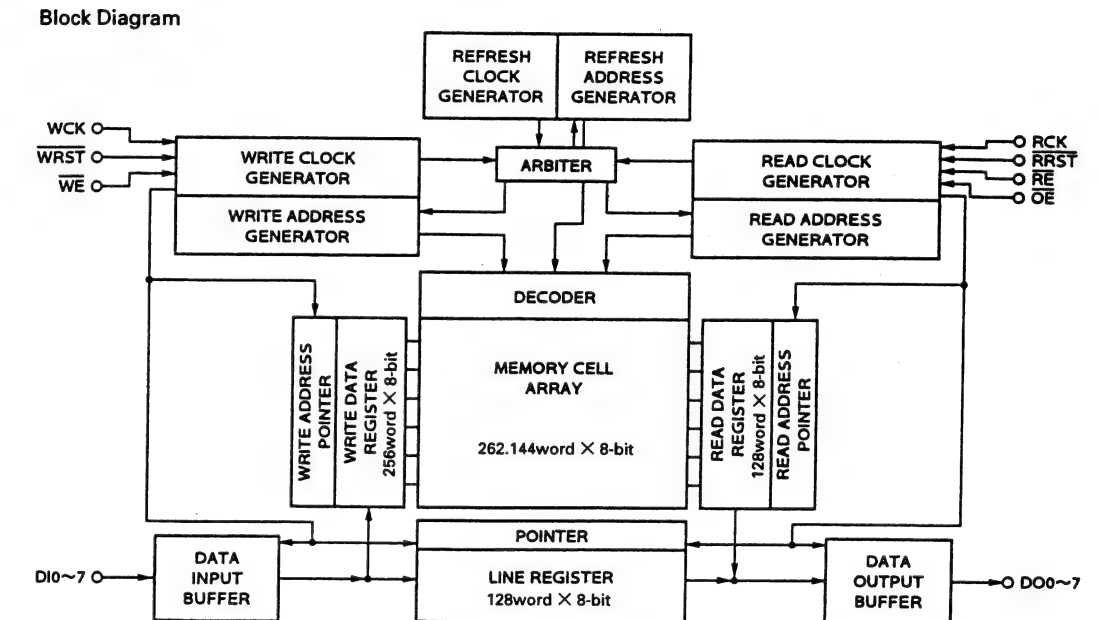 Block Diagram
REFRESH
CLOCK
GENERATOR
REFRESH
ADDRESS
GENERATOR
WCK
WRST
WE
WRITE CLOCK
GENERATOR
WRITE ADDRESS
GENERATOR
ARBITER
READ CLOCK
GENERATOR
READ ADDRESS
GENERATOR
RCK
RRST
RE
OE
DECODER
MEMORY CELL
ARRAY
262.144word × 8-bit
WRITE ADDRESS
POINTER
WRITE DATA
REGISTER
256word × 8-bit
READ DATA
REGISTER
128word × 8-bit
READ ADDRESS
POINTER
POINTER
LINE REGISTER
128word × 8-bit
DI0~7
DATA
INPUT
BUFFER
DATA
OUTPUT
BUFFER
DO0~7